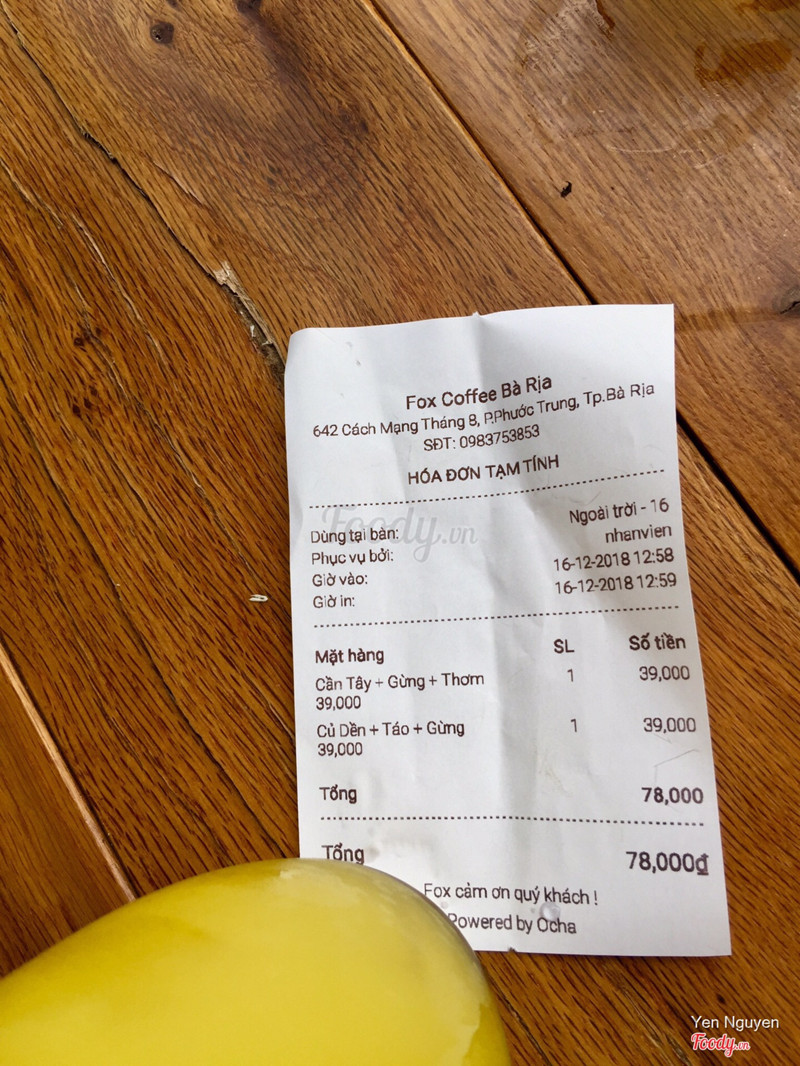 Fox Coffee Bà Rịa
642 Cách Mạng Tháng 8, P.Phước Trung, Tp.Bà Rịa
SĐT: 0983753853
HÓA ĐƠN TẠM TÍNH
Foody.vn
Dùng tại bàn: Ngoài trời - 16
Phục vụ bởi: nhanvien
Giờ vào: 16-12-2018 12:58
Giờ in: 16-12-2018 12:59
Mặt hàng SL Số tiền
Cần Tây + Gừng + Thơm 1 39,000
39,000
Củ Dền + Táo + Gừng 1 39,000
39,000
Tổng 78,000
Tổng 78,000đ
Fox cảm ơn quý khách !
Powered by Ocha
Yen Nguyen
Foody.vn